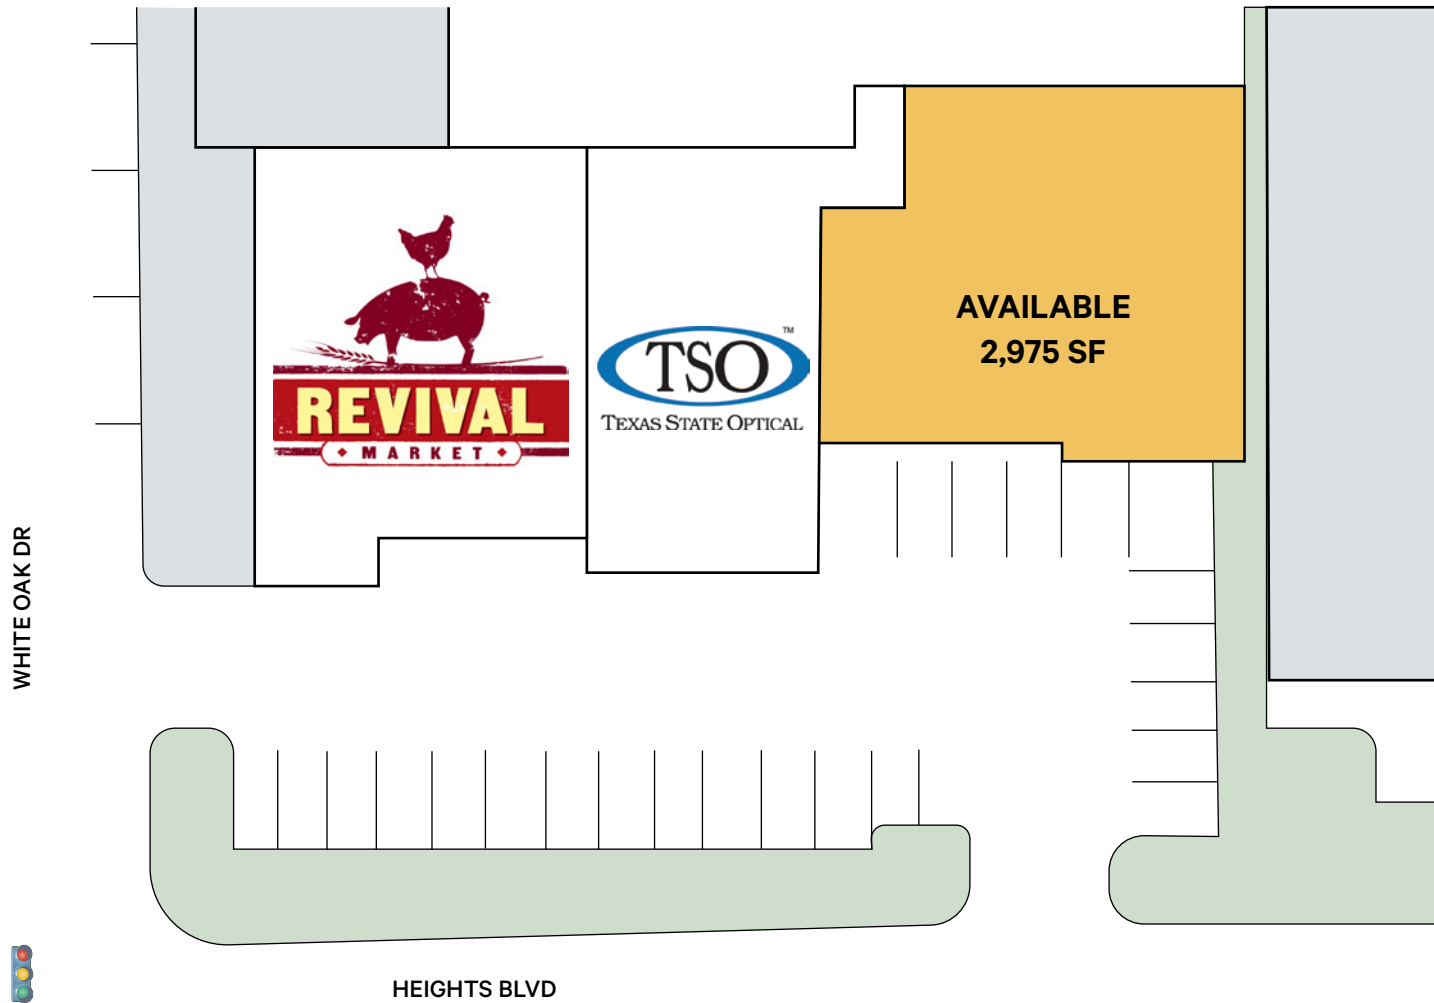 AVAILABLE
2,975 SF
REVIVAL
MARKET
TSO
™
TEXAS STATE OPTICAL
WHITE OAK DR
HEIGHTS BLVD